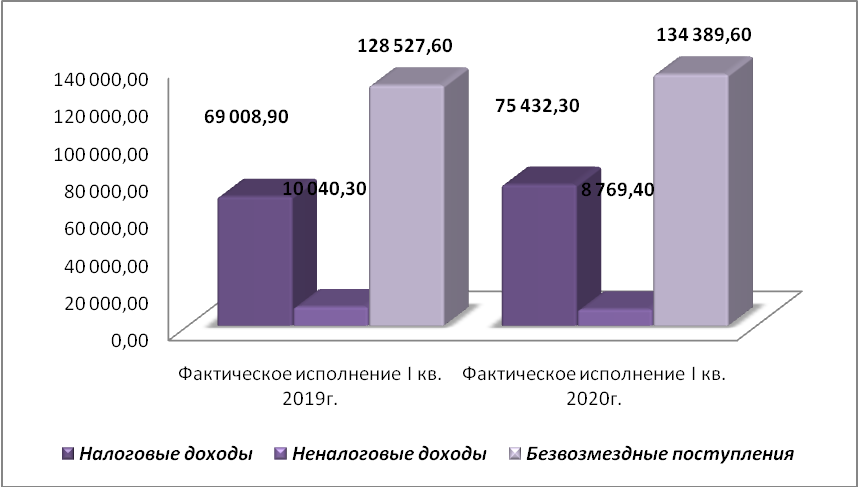 128 527,60
134 389,60
140 000,00
120 000,00
100 000,00
80 000,00
60 000,00
40 000,00
20 000,00
0,00
69 008,90
75 432,30
10 040,30
8 769,40
Фактическое исполнение I кв.
2019г.
Фактическое исполнение I кв.
2020г.
Налоговые доходы
Неналоговые доходы
Безвозмездные поступления